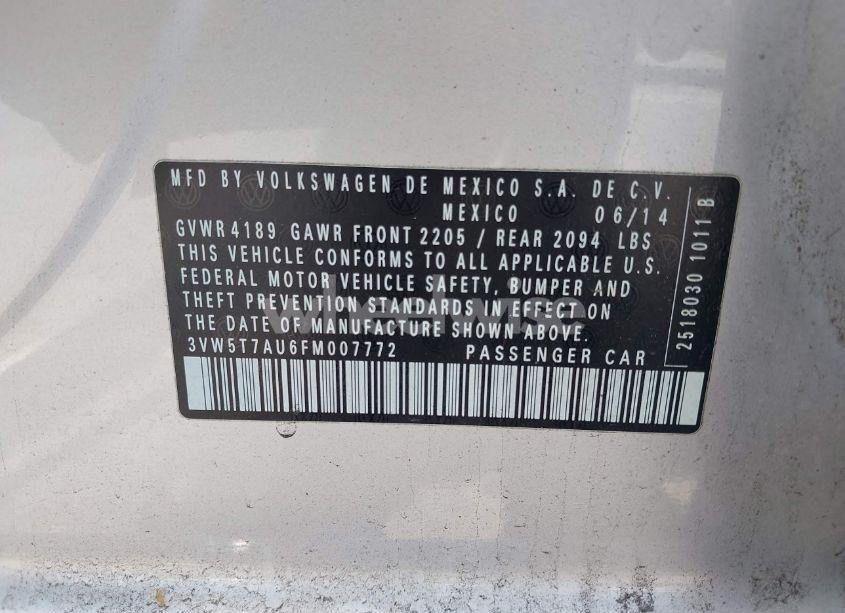 MFD BY VOLKSWAGEN DE MEXICO S.A. DE C.V.
MEXICO 06/14
GVWR 4189 GAWR FRONT 2205 / REAR 2094 LBS
THIS VEHICLE CONFORMS TO ALL APPLICABLE U.S.
FEDERAL MOTOR VEHICLE SAFETY, BUMPER AND
THEFT PREVENTION STANDARDS IN EFFECT ON
THE DATE OF MANUFACTURE SHOWN ABOVE.
3VW5T7AU6FM007772 PASSENGER CAR
2518030 1011 B
wheelwise